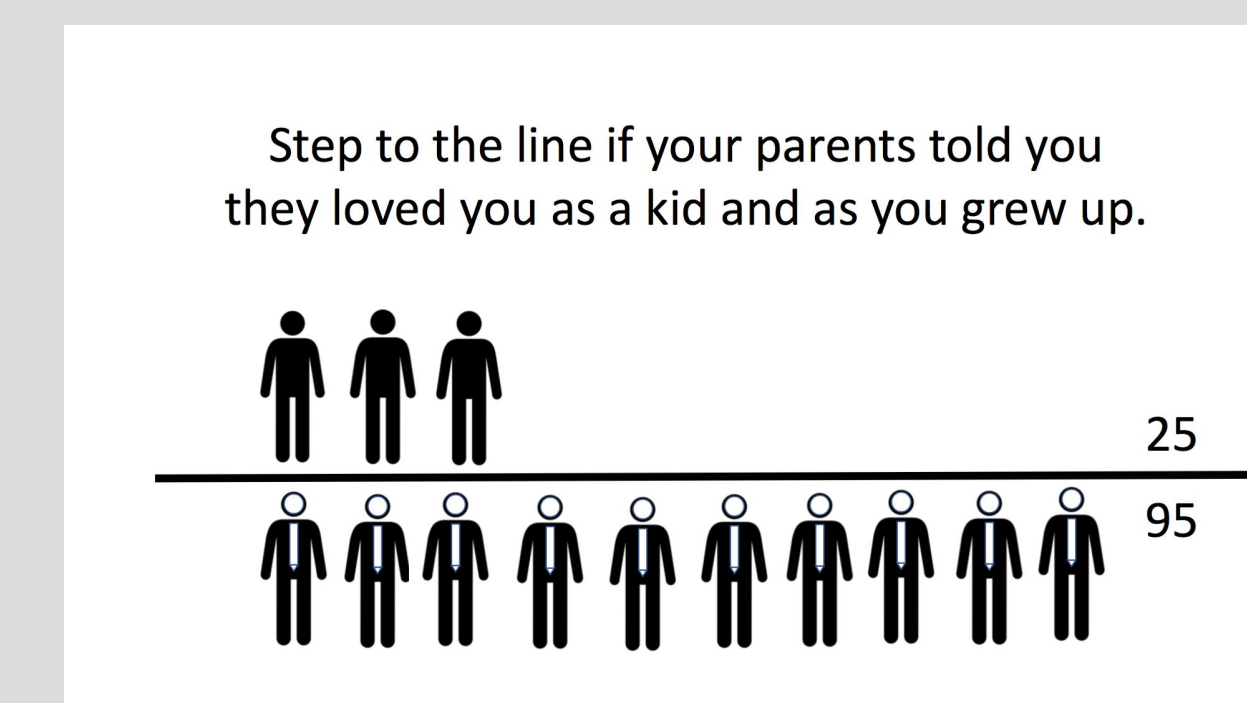 Step to the line if your parents told you
they loved you as a kid and as you grew up.
25
95